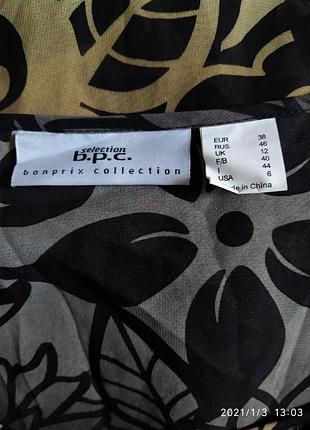 selection
b.p.c.
bonprix collection
EUR 38
RUS 46
UK 12
F/B 40
I 44
USA 6
Made in China
2021/1/3 13:03